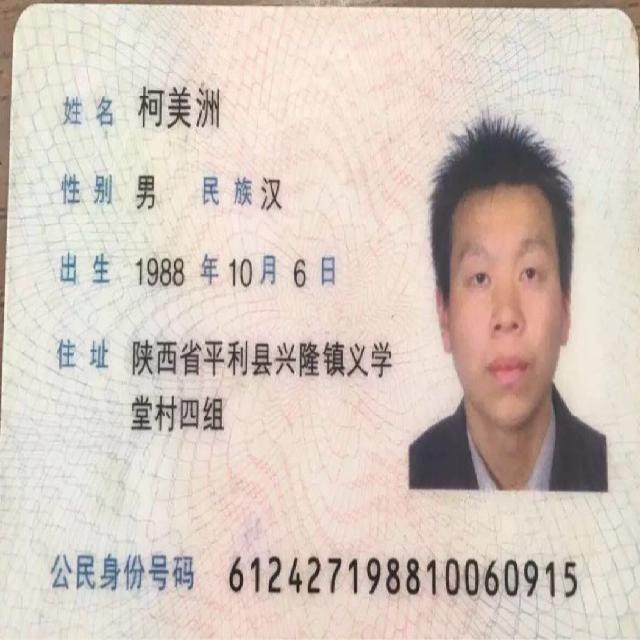 姓名 柯美洲
性别 男 民族 汉
出生 1988 年 10 月 6 日
住址 陕西省平利县兴隆镇义学
堂村四组
公民身份号码 612427198810060915